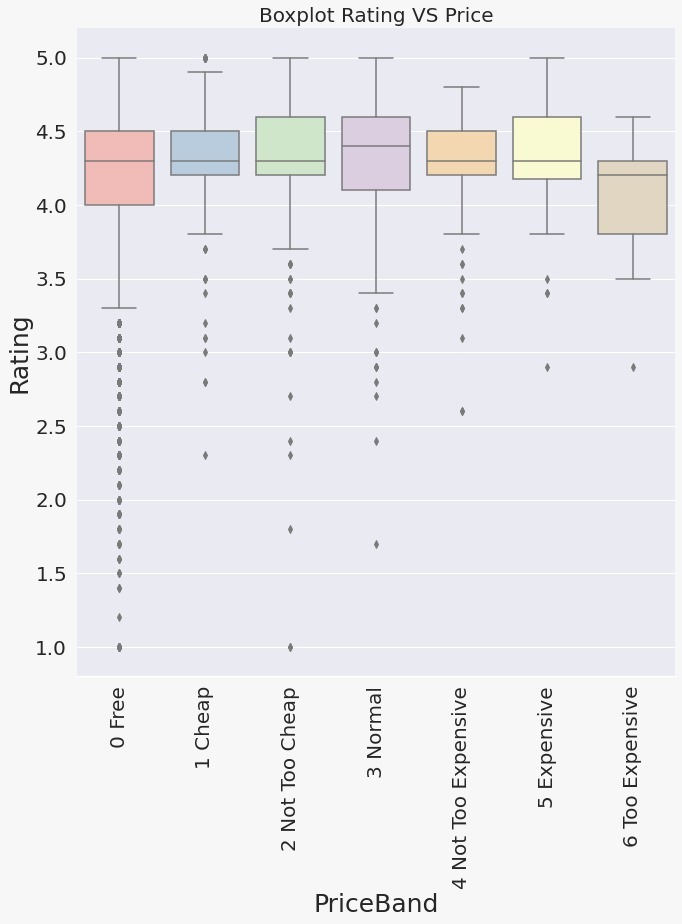 Boxplot Rating VS Price
Rating
5.0
4.5
4.0
3.5
3.0
2.5
2.0
1.5
1.0
0 Free
1 Cheap
2 Not Too Cheap
3 Normal
4 Not Too Expensive
5 Expensive
6 Too Expensive
PriceBand